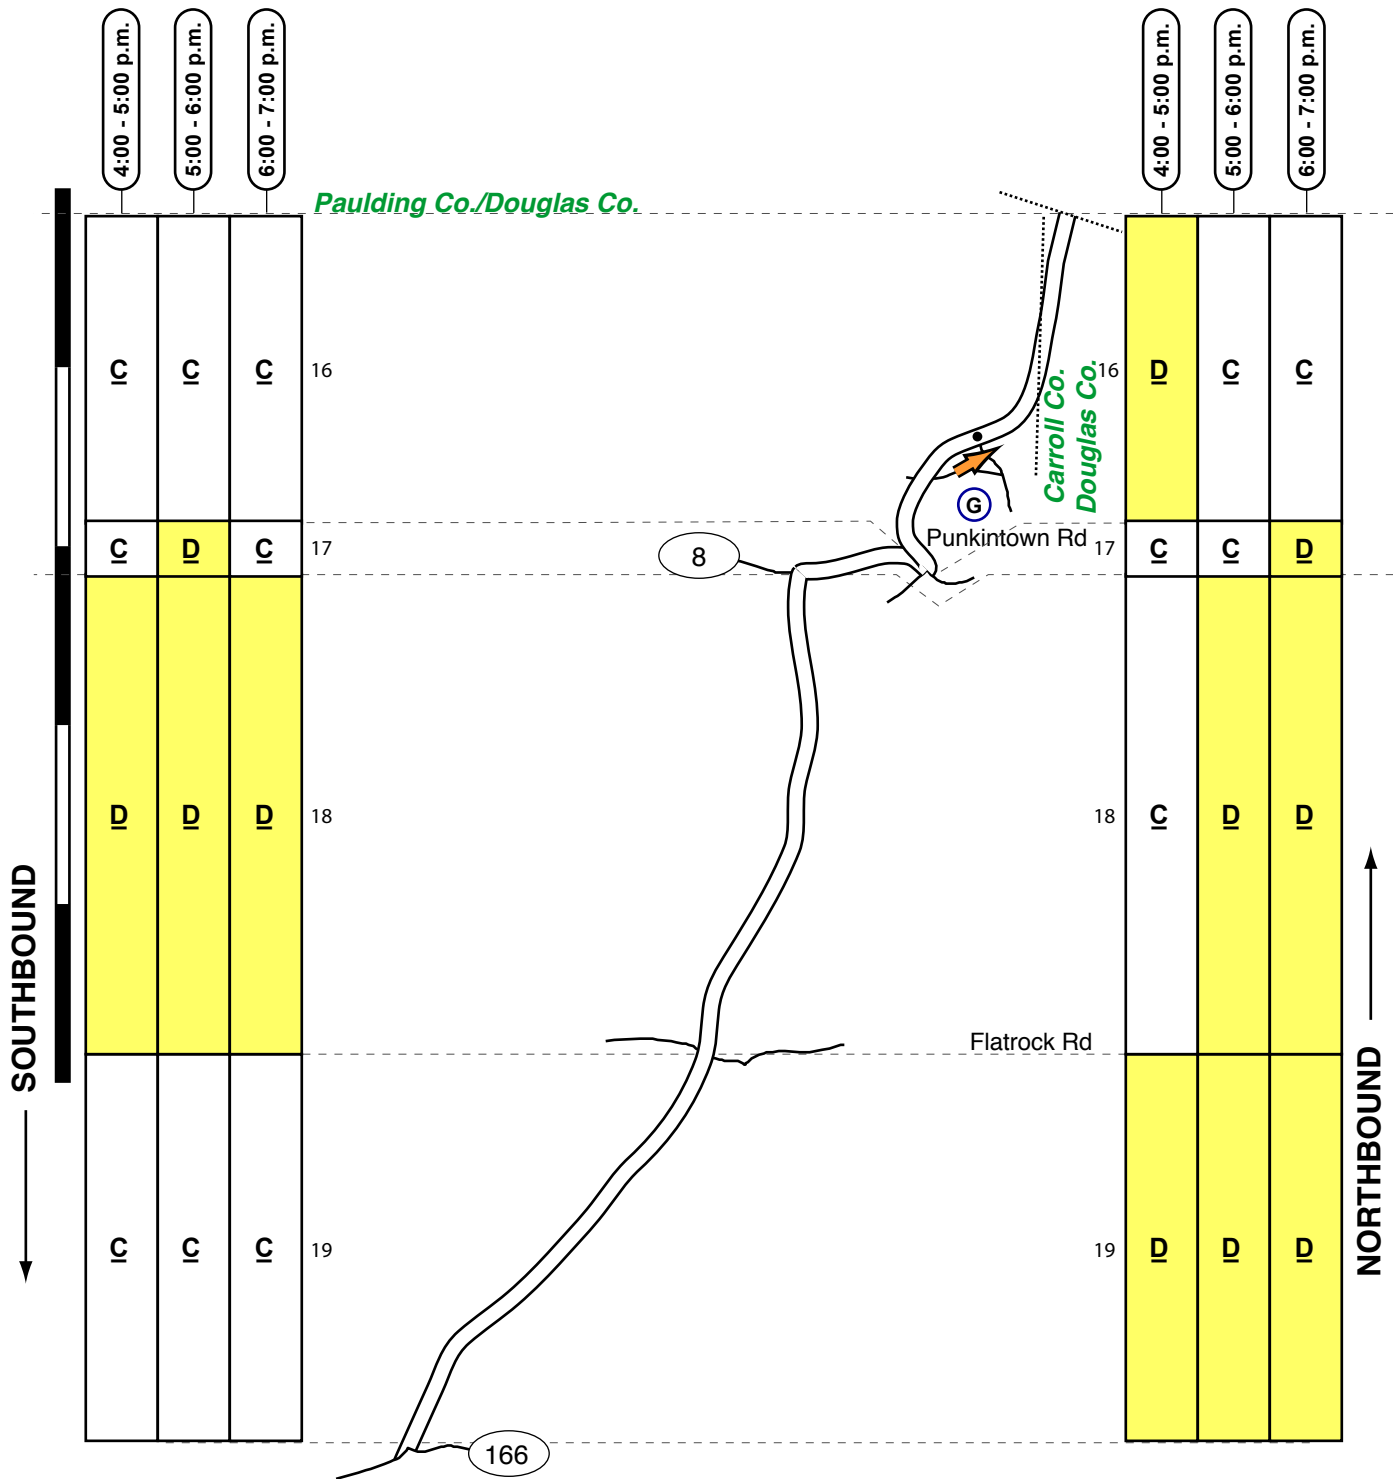 4:00 - 5:00 p.m.
5:00 - 6:00 p.m.
6:00 - 7:00 p.m.
4:00 - 5:00 p.m.
5:00 - 6:00 p.m.
6:00 - 7:00 p.m.
Paulding Co./Douglas Co.
C C C 16
16 D C C
Carroll Co.
Douglas Co.
G
Punkintown Rd
C D C 17
8
17 C C D
D D D 18
18 C D D
SOUTHBOUND
Flatrock Rd
NORTHBOUND
C C C 19
19 D D D
166